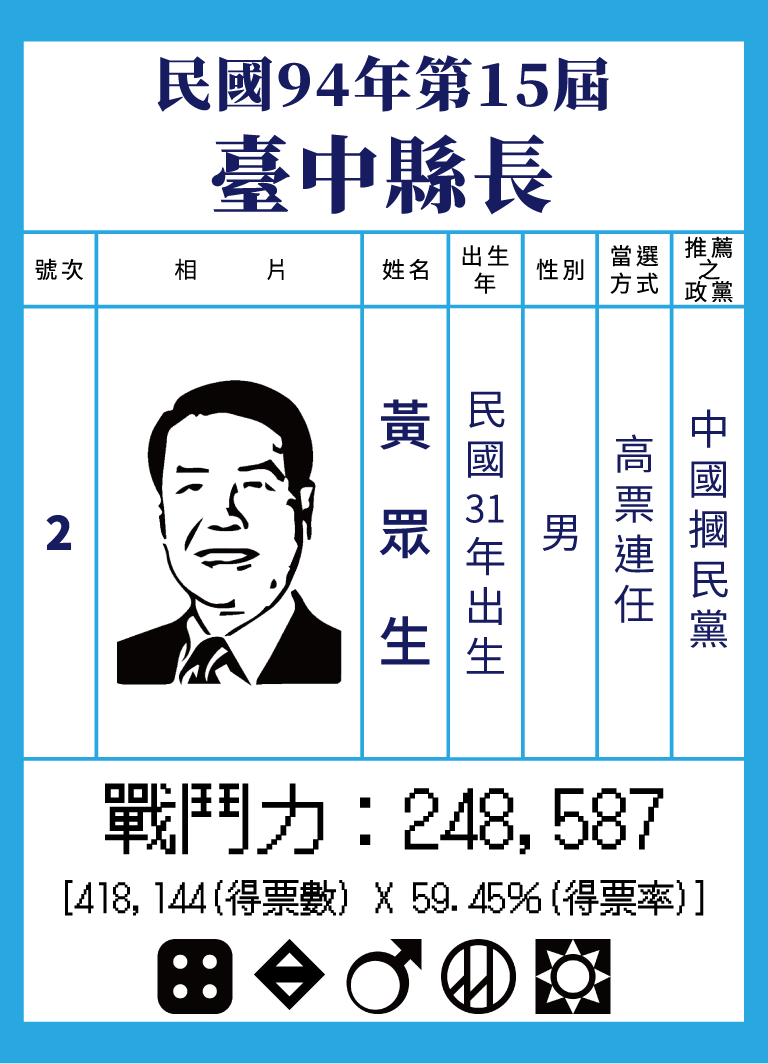 民國94年第15屆
臺中縣長
號次
相 片
姓名
出生
年
性別
當選
方式
推薦
之
政黨
2
黃眾生
民國31年出生
男
高票連任
中國摑民黨
戰鬥力：248,587
[418,144(得票數) X 59.45%(得票率)]